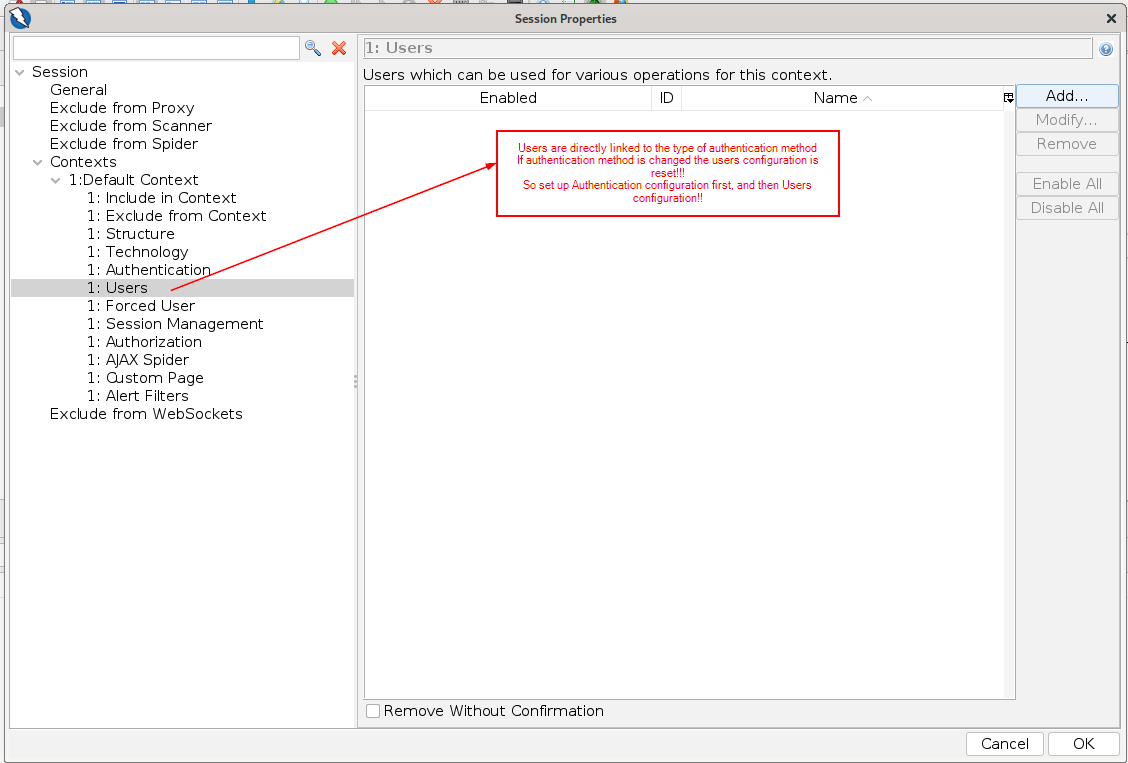 Session Properties
Session
General
Exclude from Proxy
Exclude from Scanner
Exclude from Spider
Contexts
1:Default Context
1: Include in Context
1: Exclude from Context
1: Structure
1: Technology
1: Authentication
1: Users
1: Forced User
1: Session Management
1: Authorization
1: AJAX Spider
1: Custom Page
1: Alert Filters
Exclude from WebSockets
1: Users
Users which can be used for various operations for this context.
Enabled ID Name
Users are directly linked to the type of authentication method
If authentication method is changed the users configuration is
reset!!!
So set up Authentication configuration first, and then Users
configuration!!
Add...
Modify...
Remove
Enable All
Disable All
Remove Without Confirmation
Cancel OK